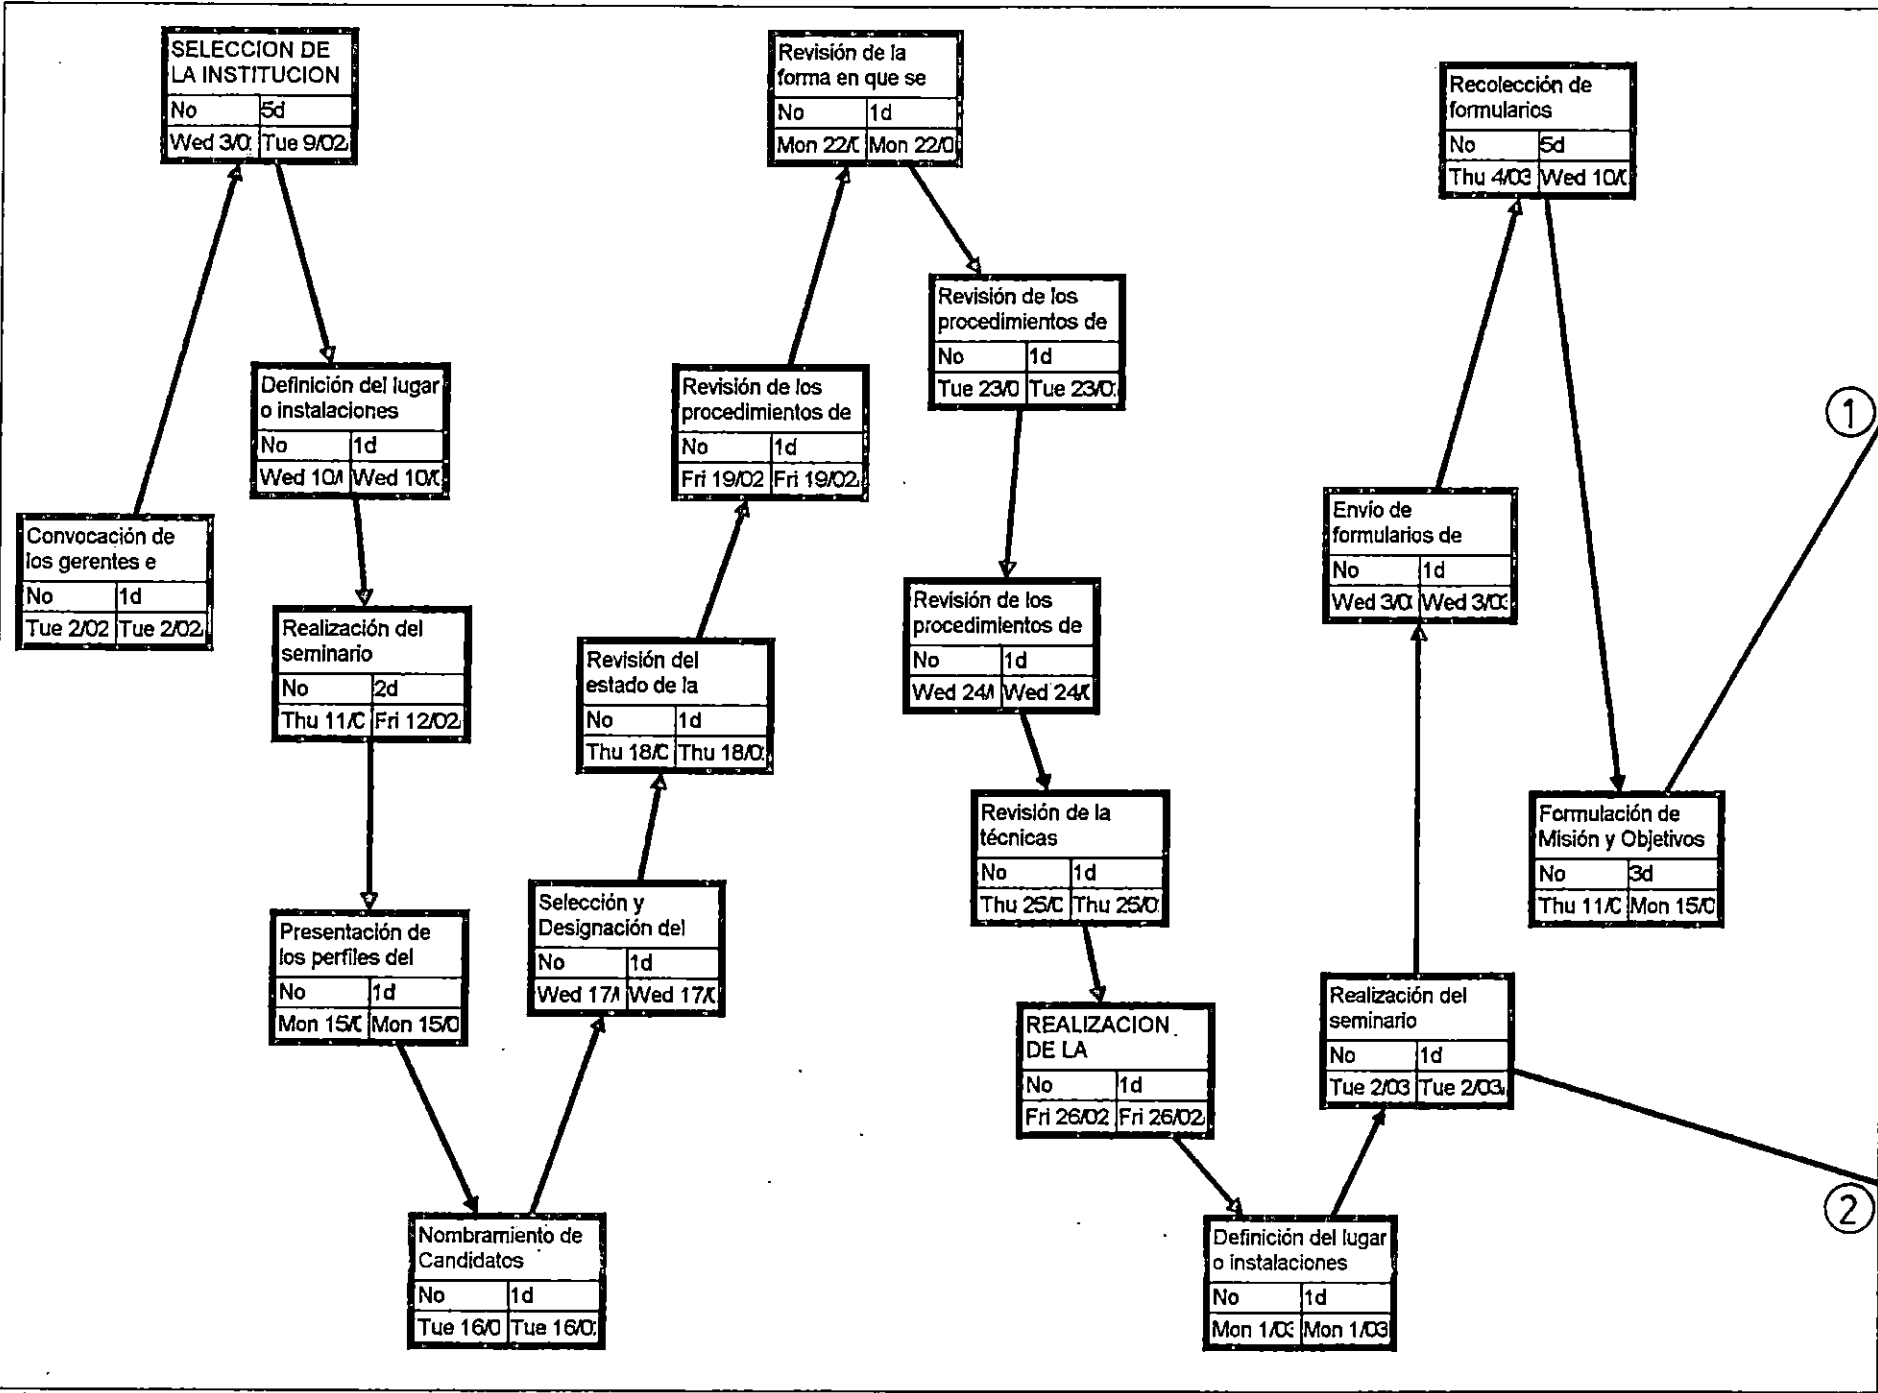 SELECCION DE
LA INSTITUCION
No 5d
Wed 3/0 Tue 9/02
Convocación de
los gerentes e
No 1d
Tue 2/02 Tue 2/02
Definición del lugar
o instalaciones
No 1d
Wed 10/ Wed 10/0
Realización del
seminario
No 2d
Thu 11/0 Fri 12/02
Presentación de
los perfiles del
No 1d
Mon 15/0 Mon 15/0
Nombramiento de
Candidatos
No 1d
Tue 16/0 Tue 16/0
Selección y
Designación del
No 1d
Wed 17/ Wed 17/0
Revisión del
estado de la
No 1d
Thu 18/0 Thu 18/0
Revisión de los
procedimientos de
No 1d
Fri 19/02 Fri 19/02
Revisión de la
forma en que se
No 1d
Mon 22/0 Mon 22/0
Revisión de los
procedimientos de
No 1d
Tue 23/0 Tue 23/0
Revisión de los
procedimientos de
No 1d
Wed 24/ Wed 24/0
Revisión de la
técnicas
No 1d
Thu 25/0 Thu 25/0
REALIZACION
DE LA
No 1d
Fri 26/02 Fri 26/02
Definición del lugar
o instalaciones
No 1d
Mon 1/03 Mon 1/03
Realización del
seminario
No 1d
Tue 2/03 Tue 2/03
Envío de
formularios de
No 1d
Wed 3/0 Wed 3/03
Recolección de
formularios
No 5d
Thu 4/03 Wed 10/0
Formulación de
Misión y Objetivos
No 3d
Thu 11/0 Mon 15/0
1
2